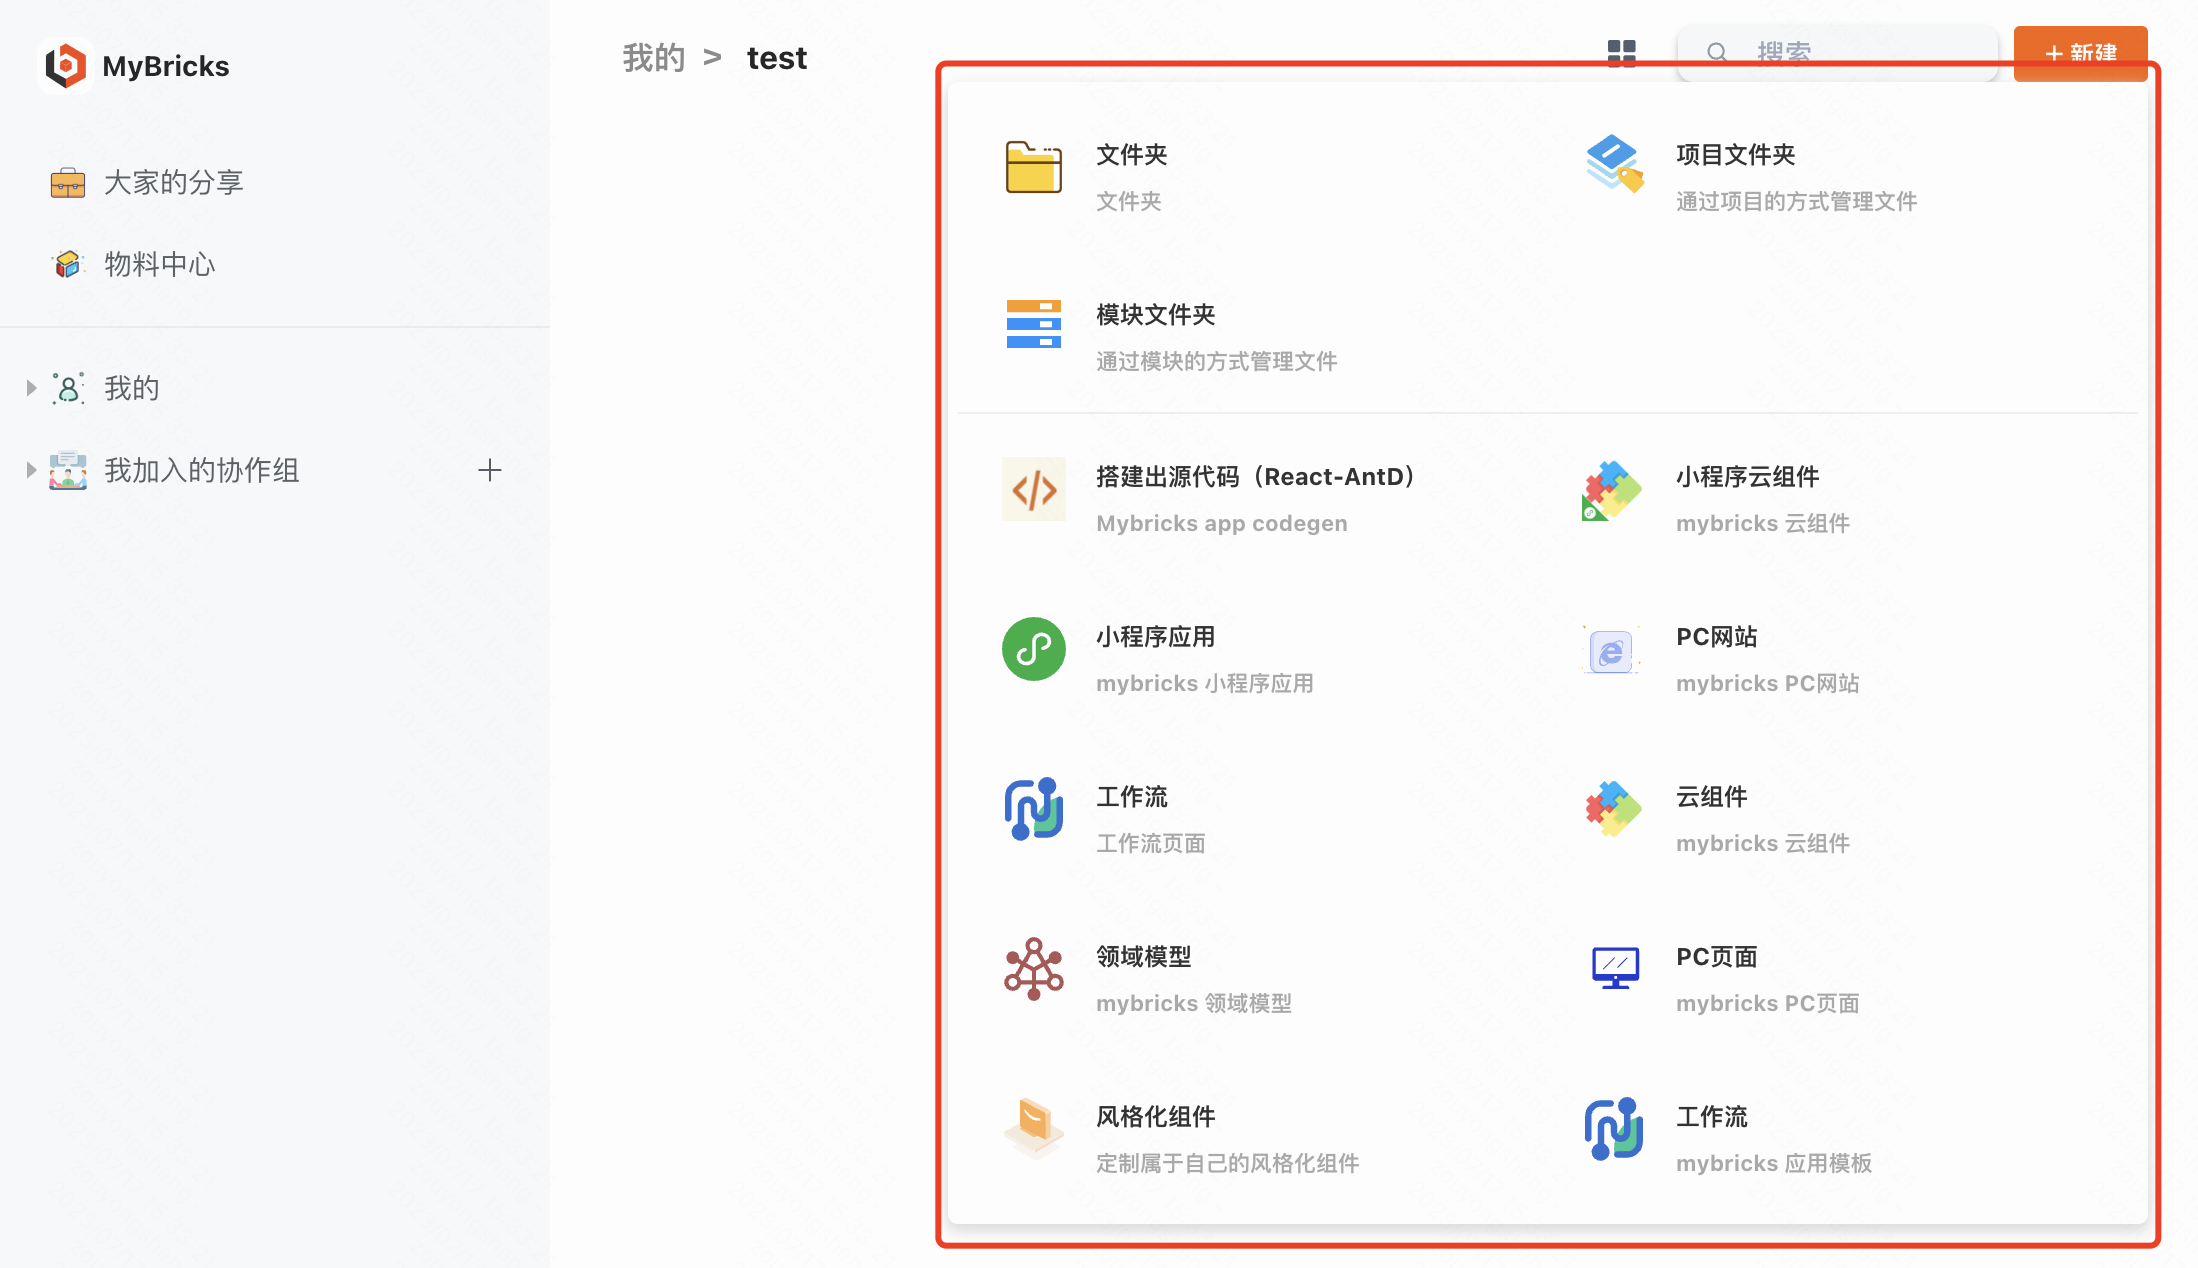 MyBricks
大家的分享
物料中心
我的
我加入的协作组
我的 > test
搜索
+ 新建
文件夹
文件夹
项目文件夹
通过项目的方式管理文件
模块文件夹
通过模块的方式管理文件
搭建出源代码（React-AntD）
Mybricks app codegen
小程序云组件
mybricks 云组件
小程序应用
mybricks 小程序应用
PC网站
mybricks PC网站
工作流
工作流页面
云组件
mybricks 云组件
领域模型
mybricks 领域模型
PC页面
mybricks PC页面
风格化组件
定制属于自己的风格化组件
工作流
mybricks 应用模板